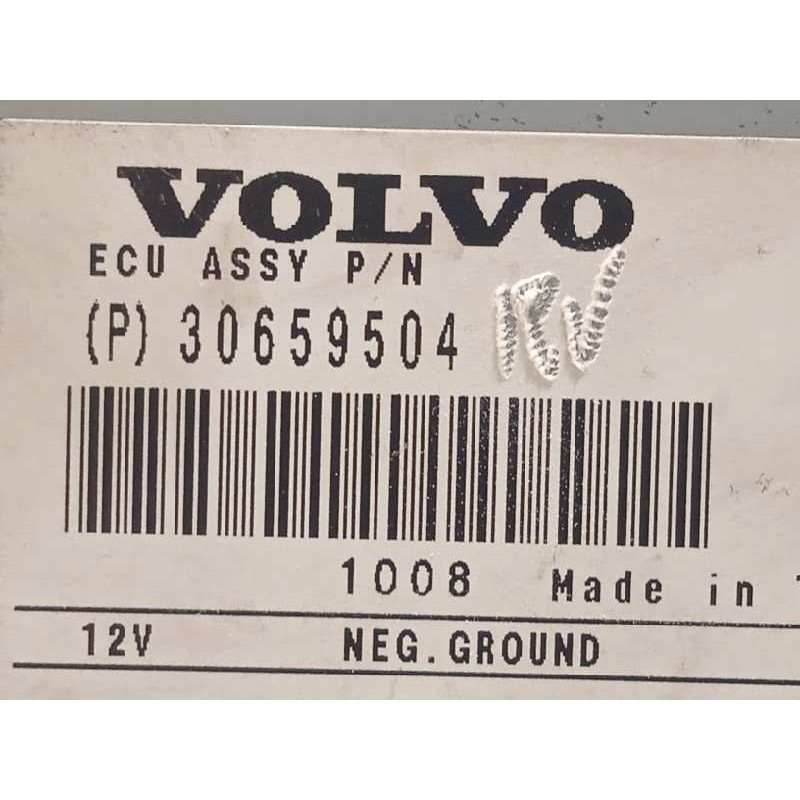 VOLVO
ECU ASSY P/N
(P) 30659504
1008 Made in
12V NEG. GROUND